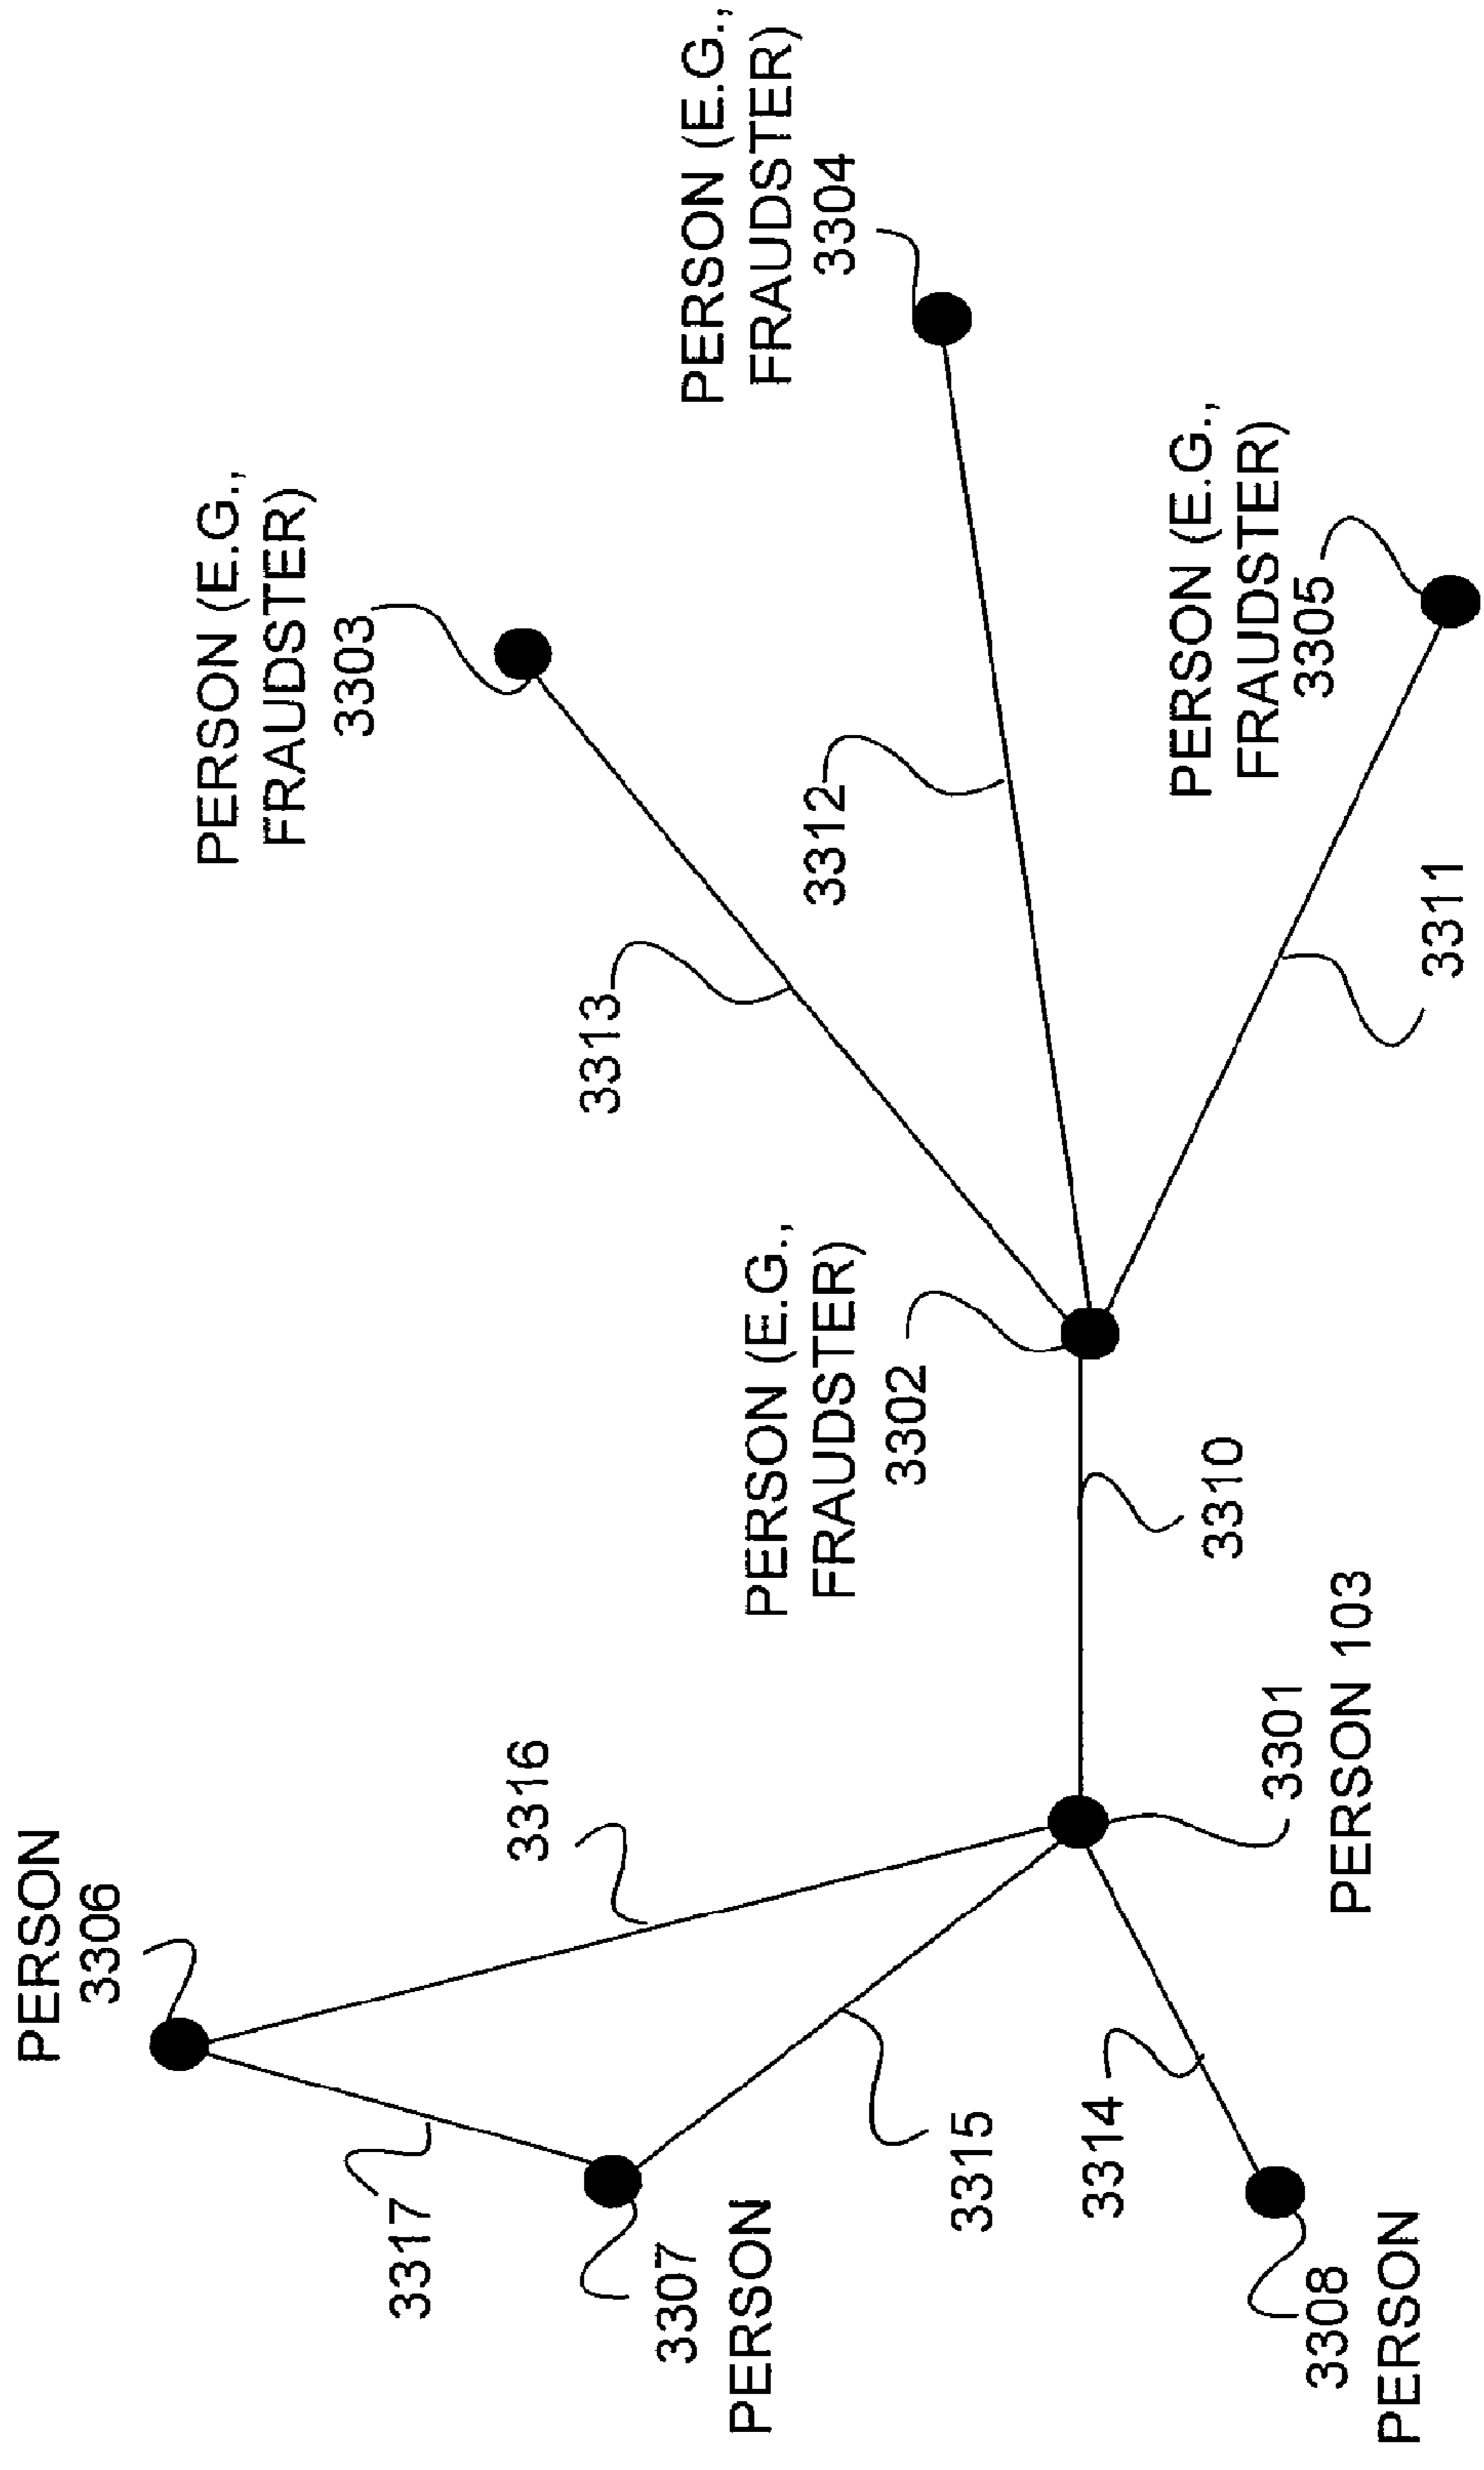 PERSON
3306
3317
3316
3307
PERSON
3315
3314
3308
PERSON
3301
PERSON 103
3310
PERSON (E.G.,
FRAUDSTER)
3302
PERSON (E.G.,
FRAUDSTER)
3303
3313
3312
PERSON (E.G.,
FRAUDSTER)
3304
PERSON (E.G.,
FRAUDSTER)
3305
3311